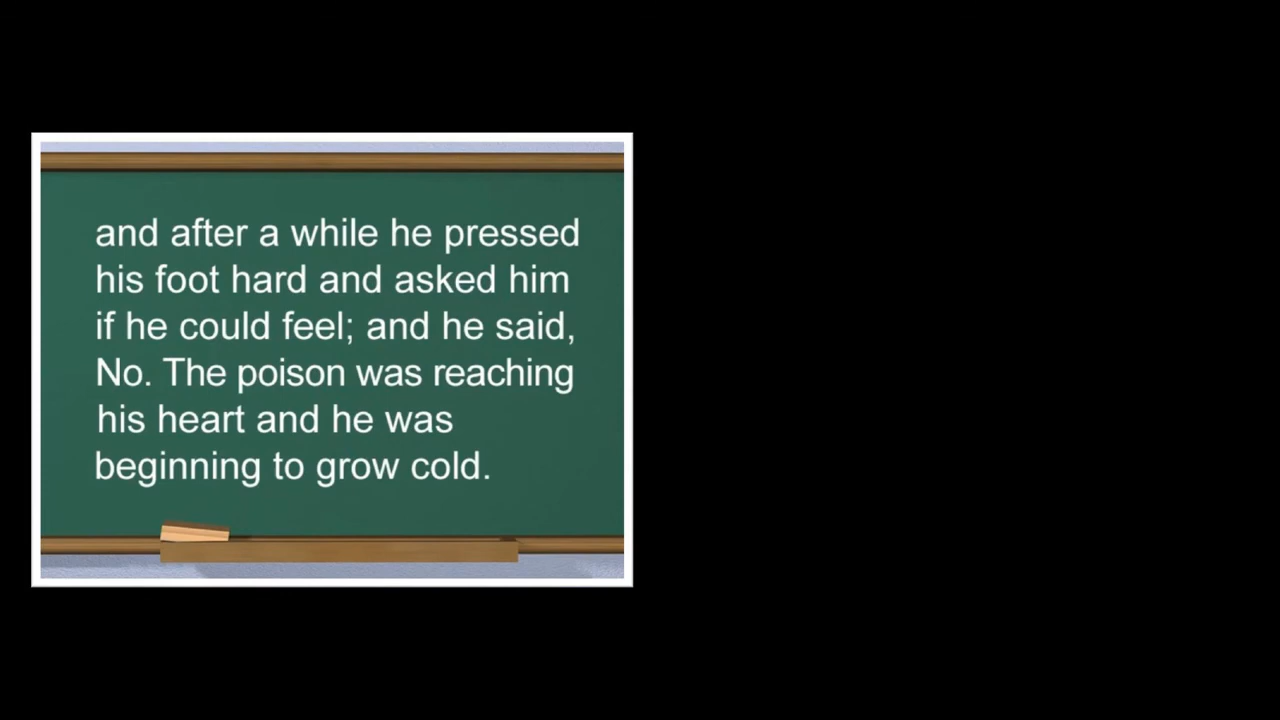 and after a while he pressed
his foot hard and asked him
if he could feel; and he said,
No. The poison was reaching
his heart and he was
beginning to grow cold.